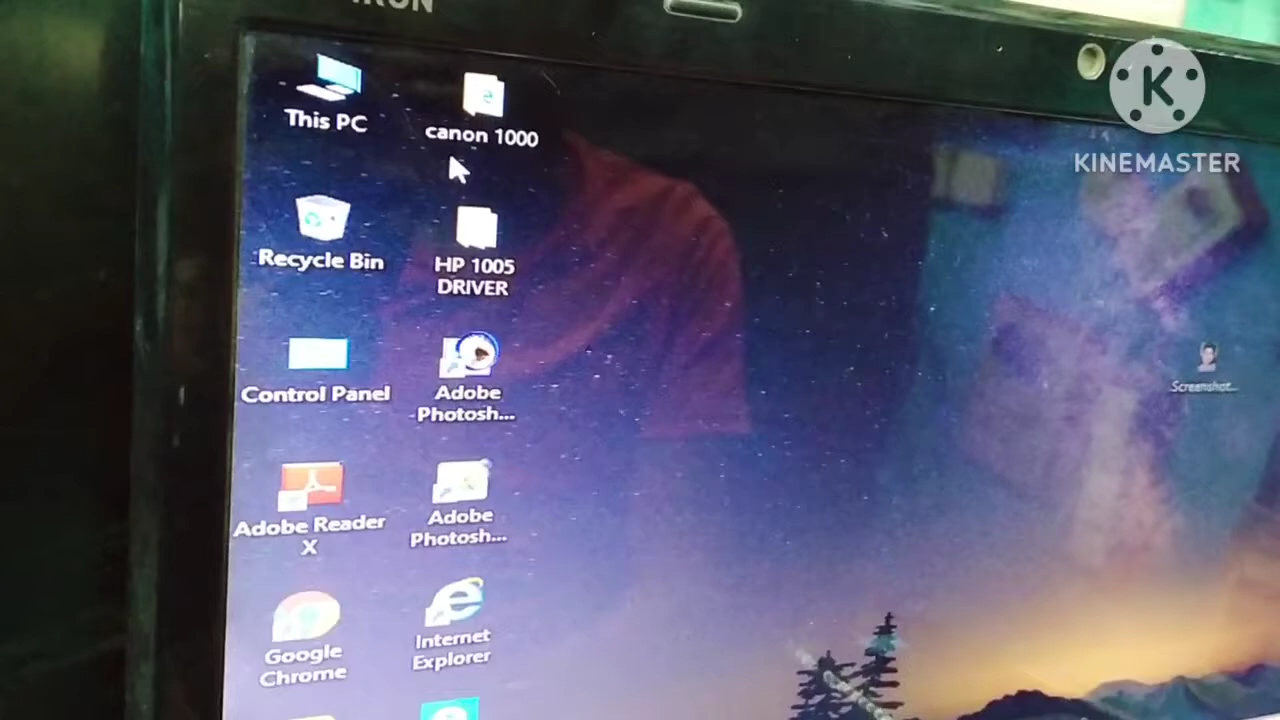 This PC
canon 1000
Recycle Bin
HP 1005
DRIVER
Control Panel
Adobe
Photosh...
Adobe Reader
X
Adobe
Photosh...
Google
Chrome
Internet
Explorer
Screenshot...
KINEMASTER